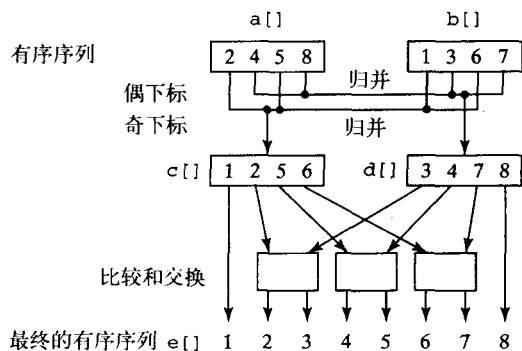 a[] b[]
有序序列 2 4 5 8 1 3 6 7
归并
偶下标
奇下标 归并
c[] 1 2 5 6 d[] 3 4 7 8
比较和交换
最终的有序序列 e[] 1 2 3 4 5 6 7 8